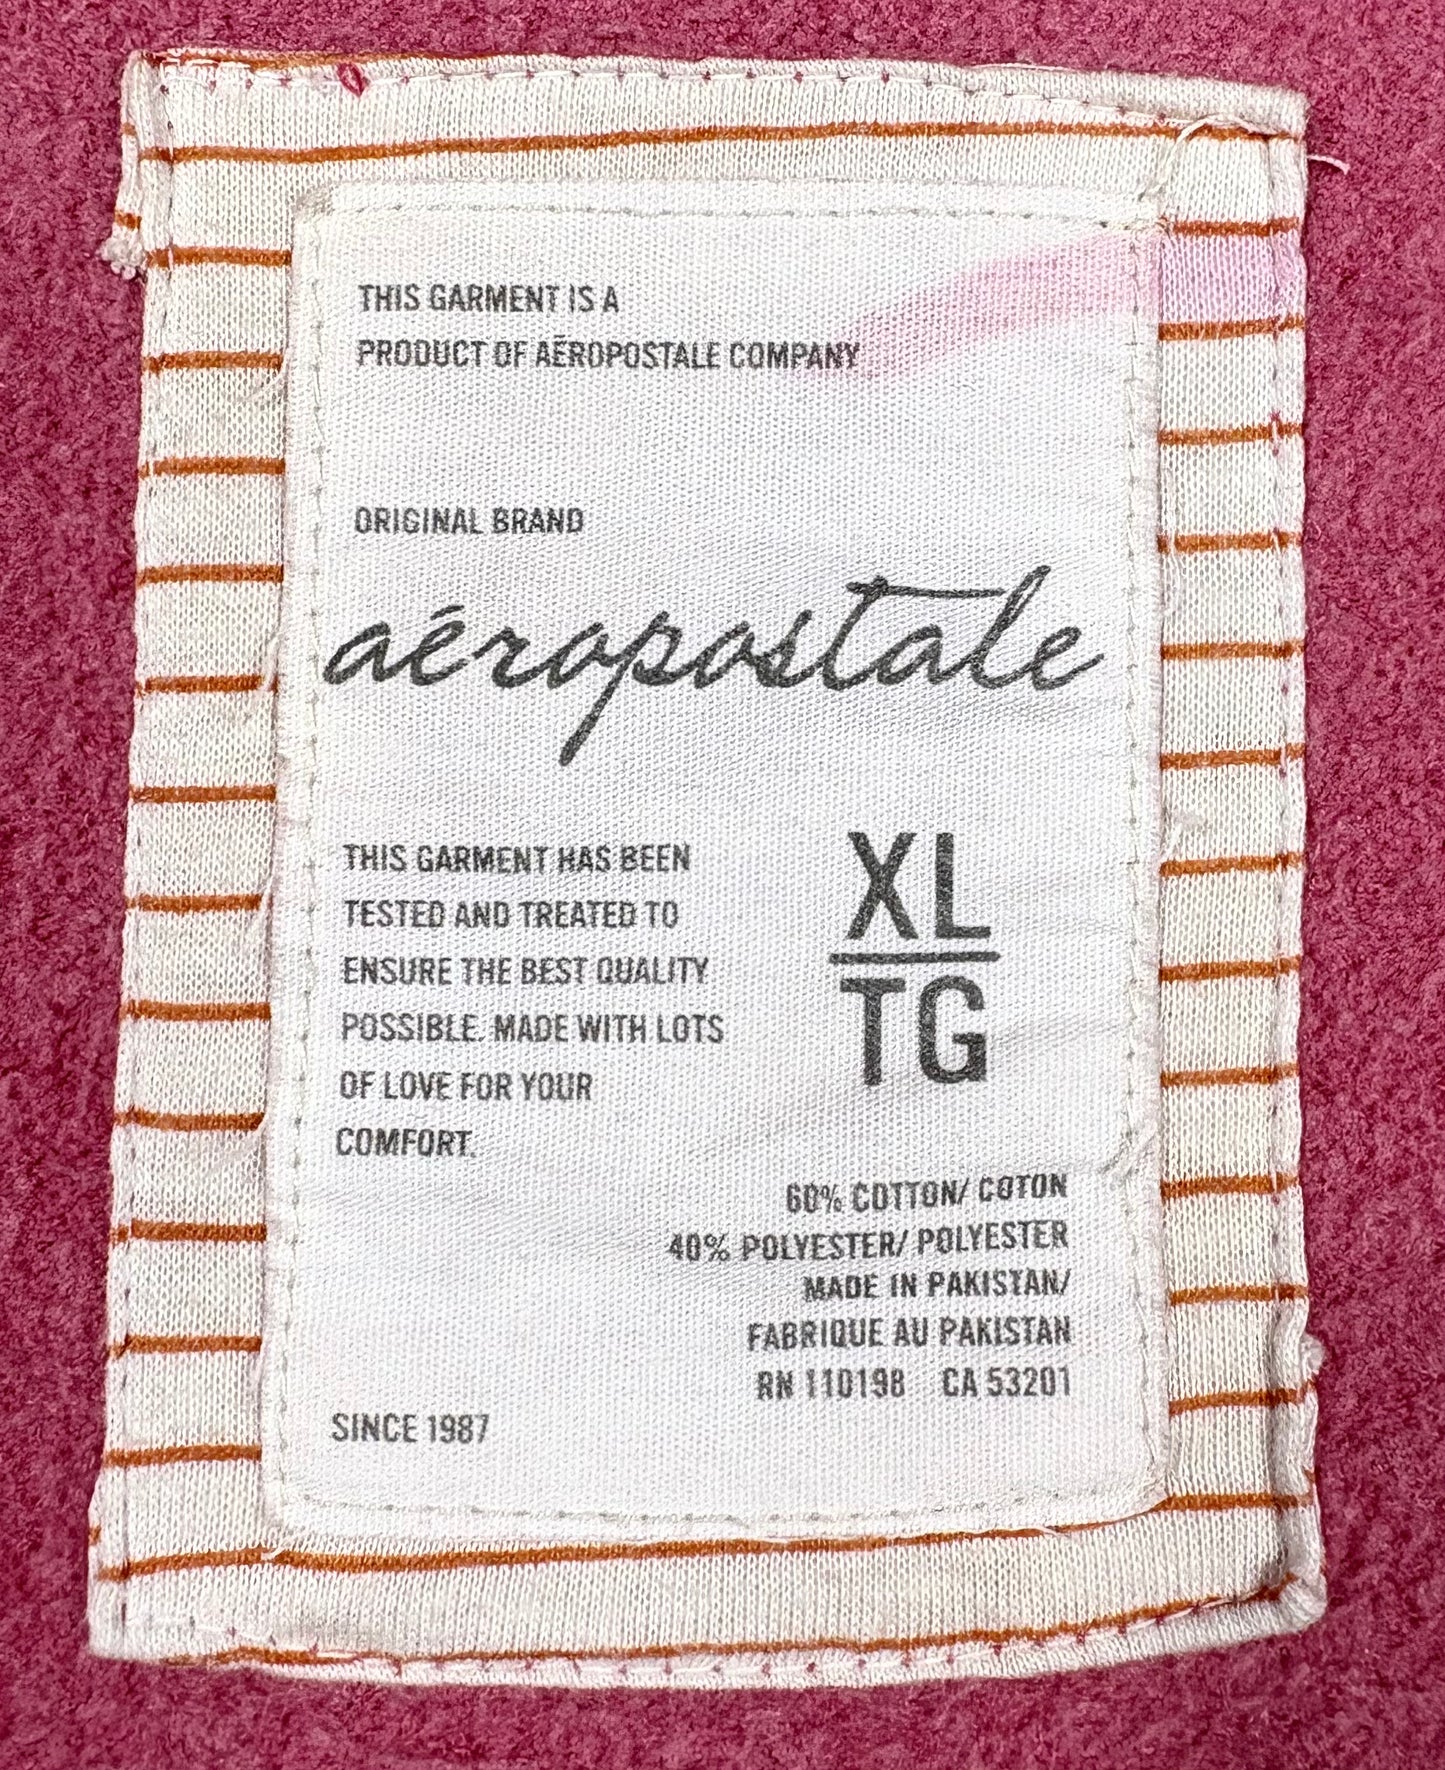 THIS GARMENT IS A
PRODUCT OF AÉROPOSTALE COMPANY
ORIGINAL BRAND
aéropostale
THIS GARMENT HAS BEEN
TESTED AND TREATED TO
ENSURE THE BEST QUALITY
POSSIBLE. MADE WITH LOTS
OF LOVE FOR YOUR
COMFORT.
XL
TG
60% COTTON/ COTON
40% POLYESTER/ POLYESTER
MADE IN PAKISTAN/
FABRIQUE AU PAKISTAN
RN 110198 CA 53201
SINCE 1987